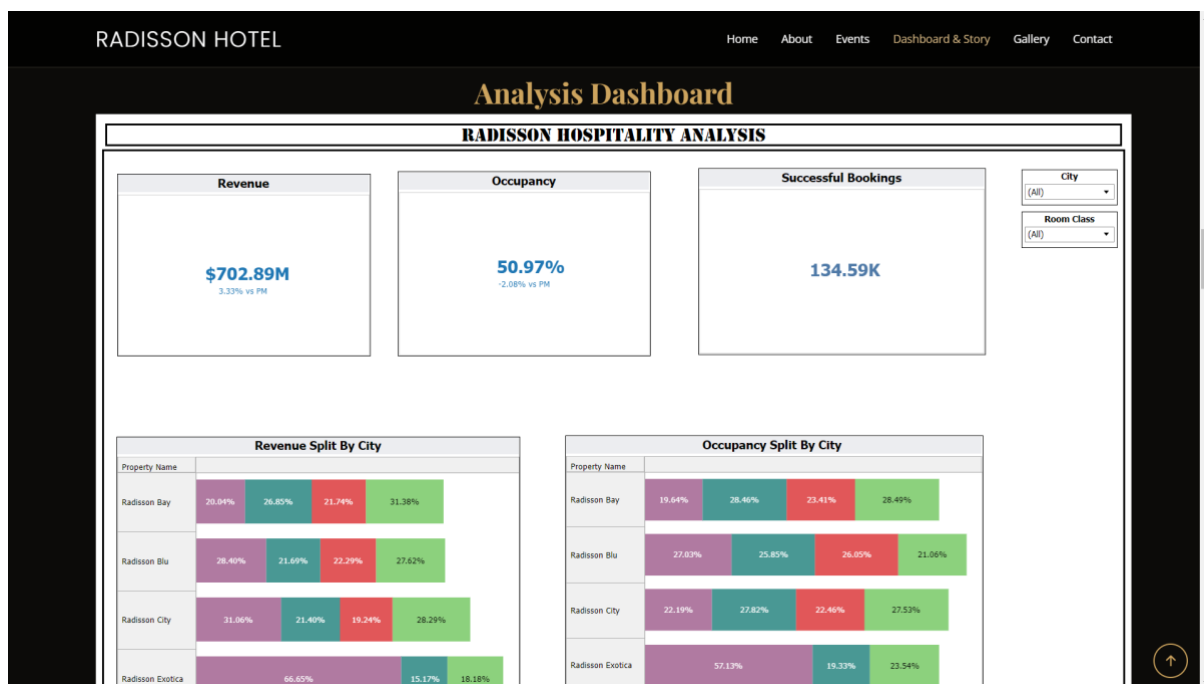 RADISSON HOTEL
Home About Events Dashboard & Story Gallery Contact
Analysis Dashboard
RADISSON HOSPITALITY ANALYSIS
Revenue
$702.89M
3.33% vs PM
Occupancy
50.97%
-2.08% vs PM
Successful Bookings
134.59K
City
(All)
Room Class
(All)
Revenue Split By City
Property Name
Radisson Bay 20.04% 26.85% 21.74% 31.38%
Radisson Blu 28.40% 21.69% 22.29% 27.62%
Radisson City 31.06% 21.40% 19.24% 28.29%
Radisson Exotica 66.65% 15.17% 18.18%
Occupancy Split By City
Property Name
Radisson Bay 19.64% 28.46% 23.41% 28.49%
Radisson Blu 27.03% 25.85% 26.05% 21.06%
Radisson City 22.19% 27.82% 22.46% 27.53%
Radisson Exotica 57.13% 19.33% 23.54%